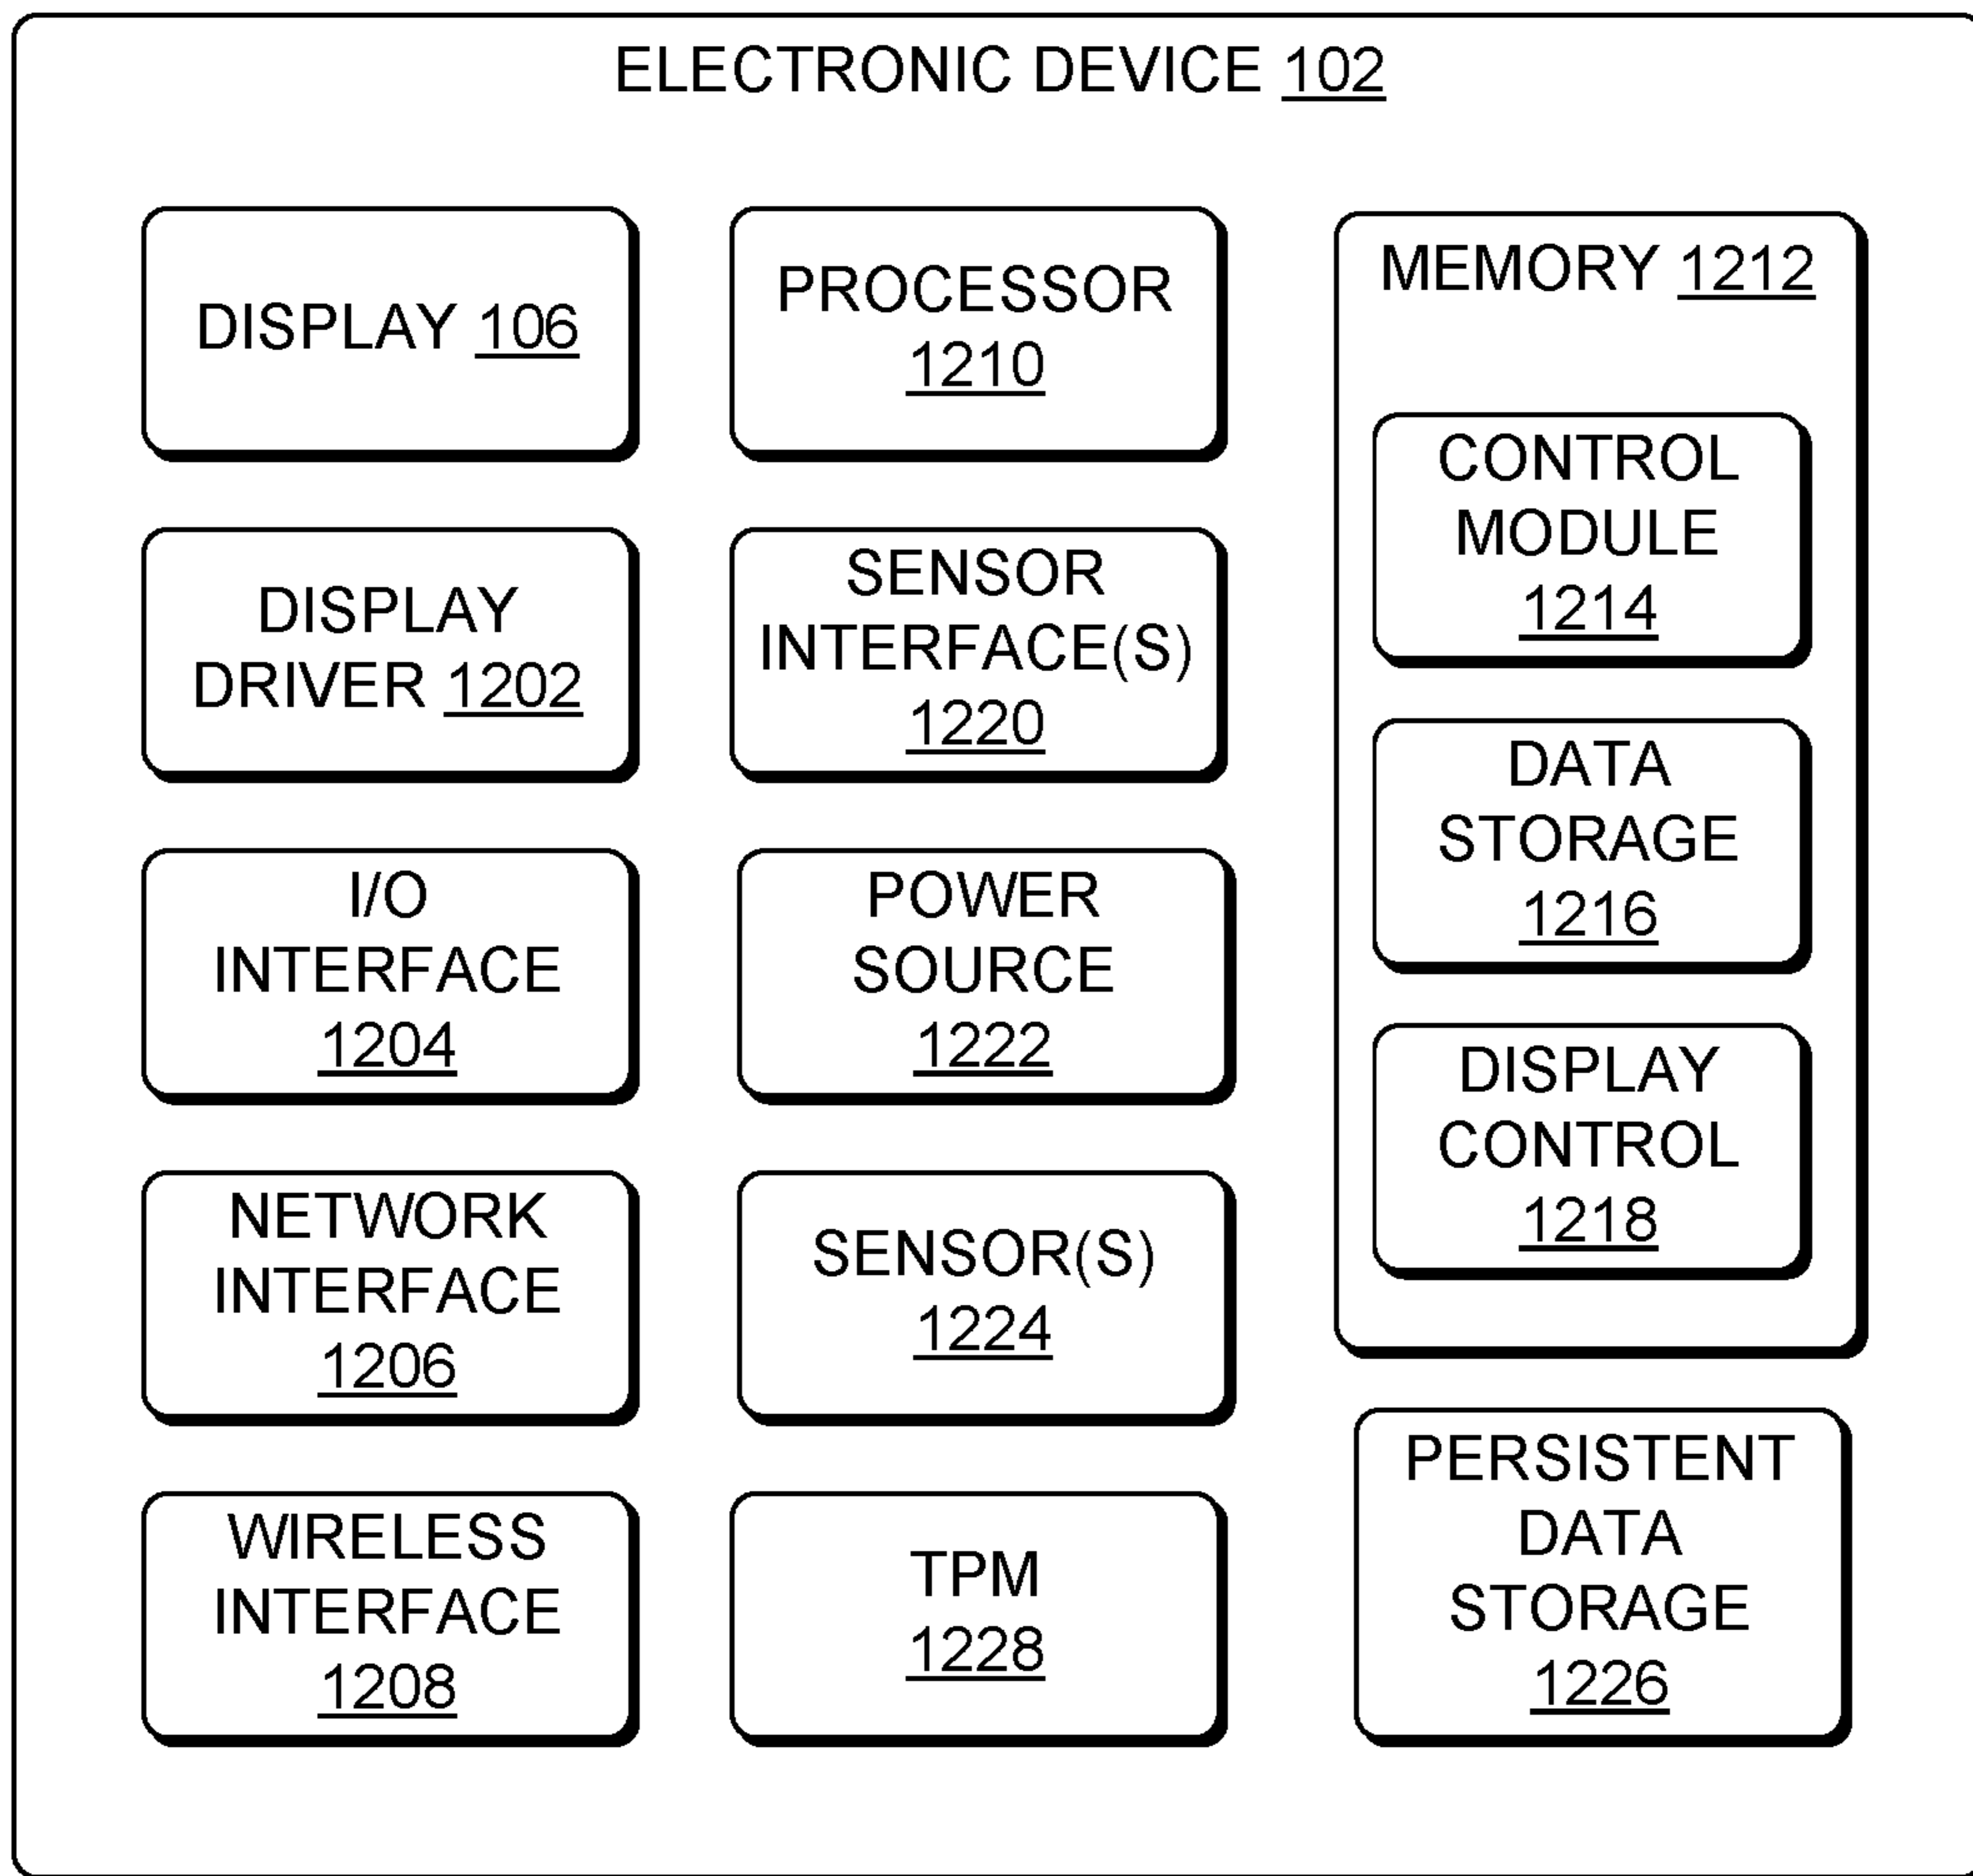 ELECTRONIC DEVICE 102
DISPLAY 106
DISPLAY
DRIVER 1202
I/O
INTERFACE
1204
NETWORK
INTERFACE
1206
WIRELESS
INTERFACE
1208
PROCESSOR
1210
SENSOR
INTERFACE(S)
1220
POWER
SOURCE
1222
SENSOR(S)
1224
TPM
1228
MEMORY 1212
CONTROL
MODULE
1214
DATA
STORAGE
1216
DISPLAY
CONTROL
1218
PERSISTENT
DATA
STORAGE
1226